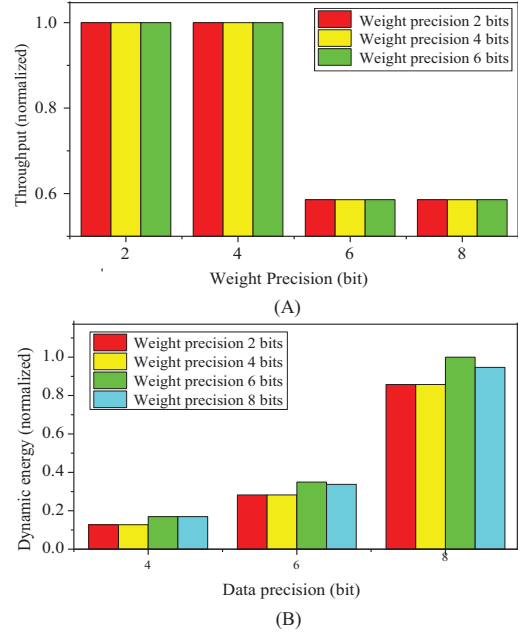 1.0
0.8
0.6
Throughput (normalized)
Weight precision 2 bits
Weight precision 4 bits
Weight precision 6 bits
2 4 6 8
Weight Precision (bit)
(A)
1.0
0.8
0.6
0.4
0.2
0.0
Dynamic energy (normalized)
Weight precision 2 bits
Weight precision 4 bits
Weight precision 6 bits
Weight precision 8 bits
4 6 8
Data precision (bit)
(B)